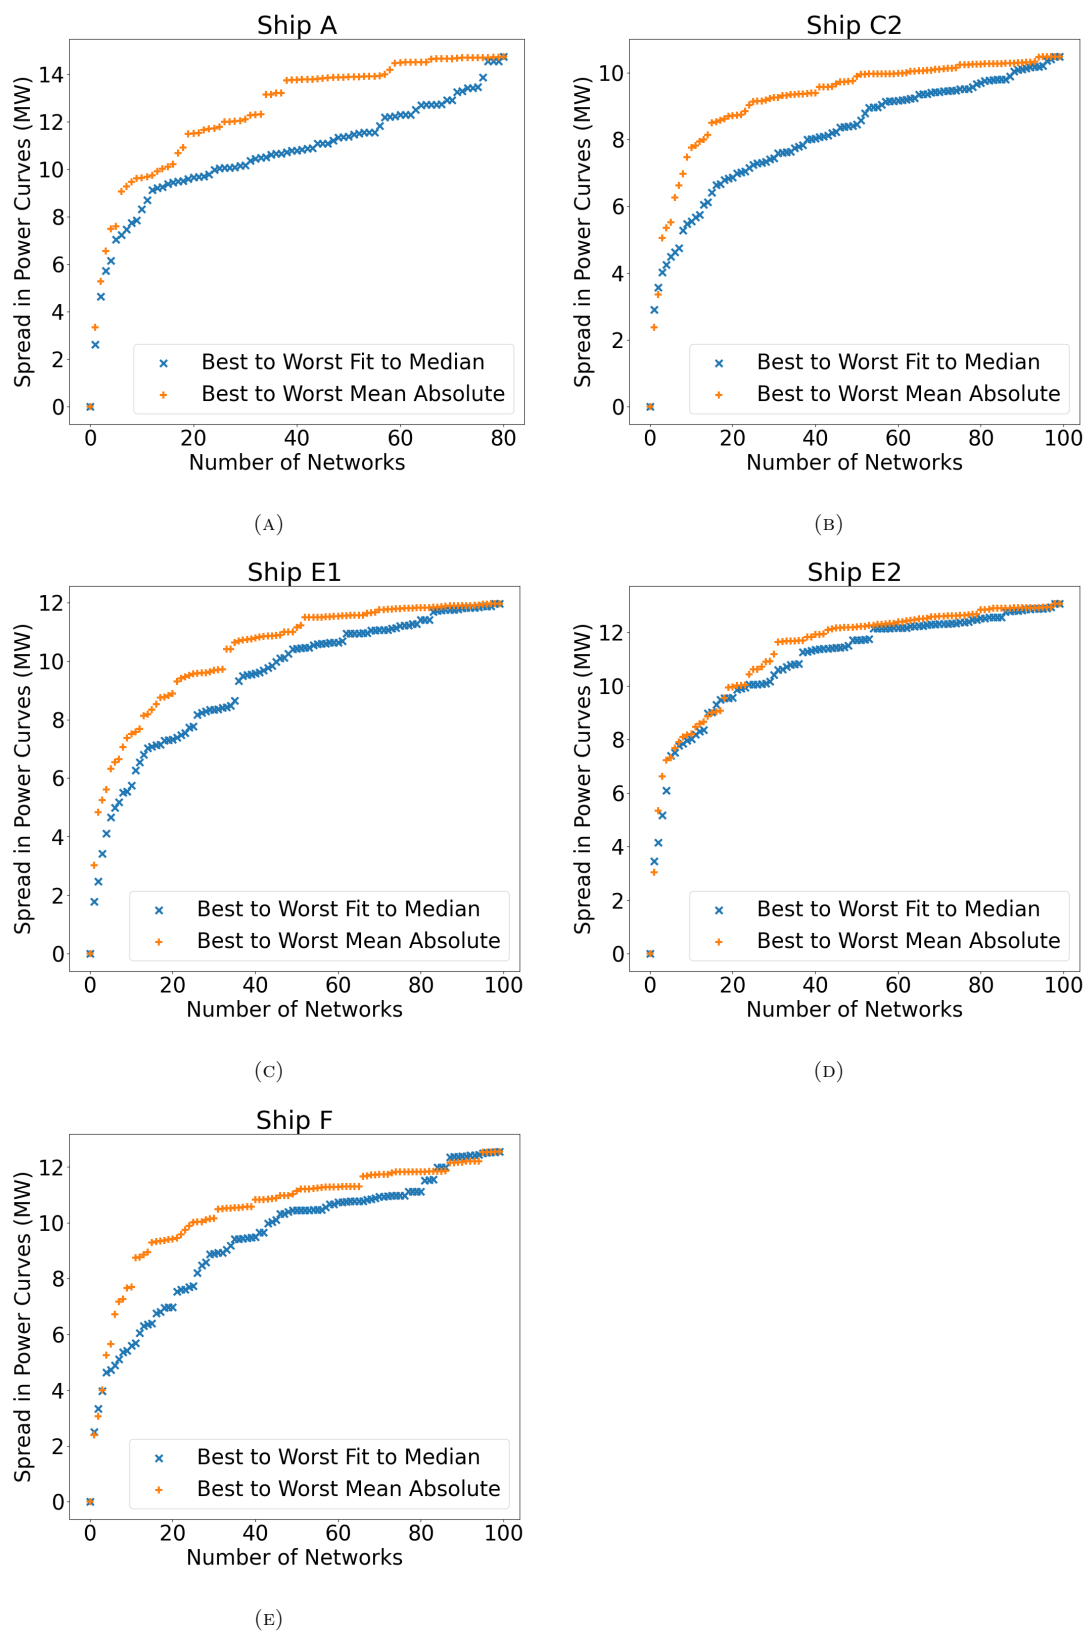 Ship A
Spread in Power Curves (MW)
14
12
10
8
6
4
2
0
Best to Worst Fit to Median
Best to Worst Mean Absolute
0 20 40 60 80
Number of Networks
(A)
Ship C2
Spread in Power Curves (MW)
10
8
6
4
2
0
Best to Worst Fit to Median
Best to Worst Mean Absolute
0 20 40 60 80 100
Number of Networks
(B)
Ship E1
Spread in Power Curves (MW)
12
10
8
6
4
2
0
Best to Worst Fit to Median
Best to Worst Mean Absolute
0 20 40 60 80 100
Number of Networks
(C)
Ship E2
Spread in Power Curves (MW)
12
10
8
6
4
2
0
Best to Worst Fit to Median
Best to Worst Mean Absolute
0 20 40 60 80 100
Number of Networks
(D)
Ship F
Spread in Power Curves (MW)
12
10
8
6
4
2
0
Best to Worst Fit to Median
Best to Worst Mean Absolute
0 20 40 60 80 100
Number of Networks
(E)